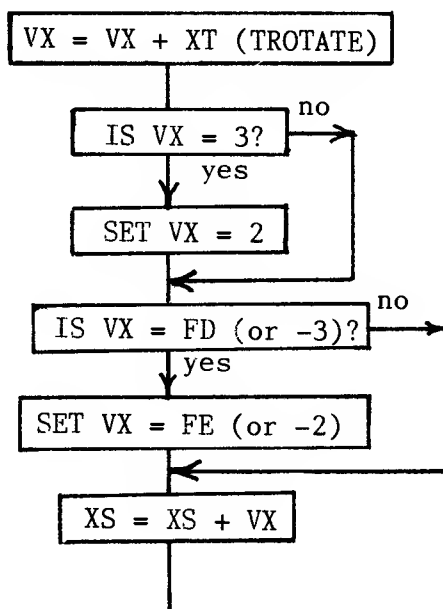 VX = VX + XT (TROTATE)
no
IS VX = 3?
yes
SET VX = 2
no
IS VX = FD (or -3)?
yes
SET VX = FE (or -2)
XS = XS + VX